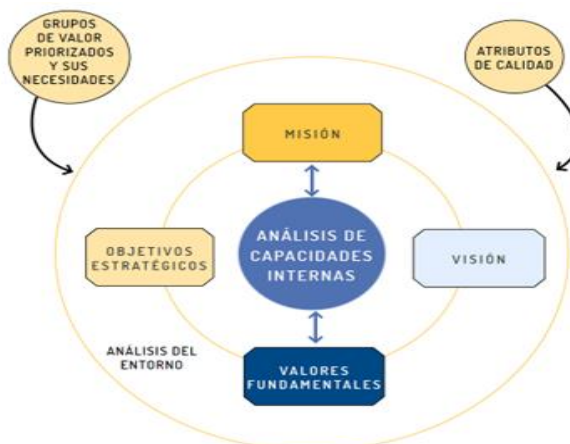 GRUPOS
DE VALOR
PRIORIZADOS
Y SUS
NECESIDADES
ATRIBUTOS
DE CALIDAD
MISIÓN
OBJETIVOS
ESTRATÉGICOS
ANÁLISIS DE
CAPACIDADES
INTERNAS
VISIÓN
ANÁLISIS DEL
ENTORNO
VALORES
FUNDAMENTALES